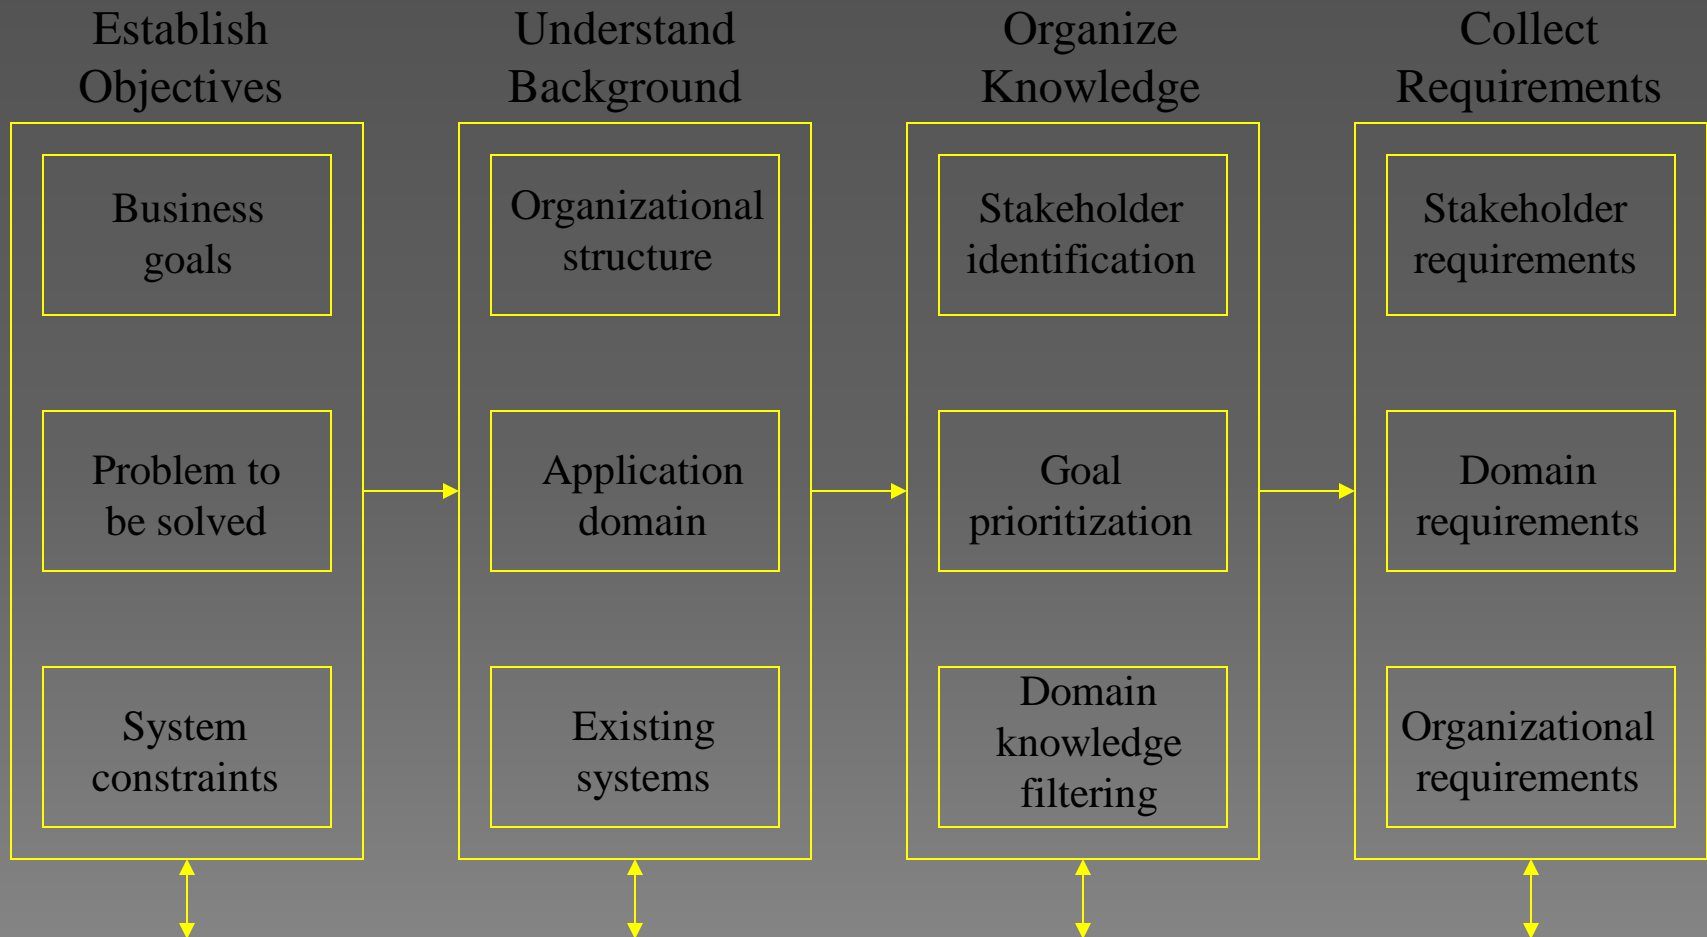 Establish
Objectives
Business
goals
Problem to
be solved
System
constraints
Understand
Background
Organizational
structure
Application
domain
Existing
systems
Organize
Knowledge
Stakeholder
identification
Goal
prioritization
Domain
knowledge
filtering
Collect
Requirements
Stakeholder
requirements
Domain
requirements
Organizational
requirements